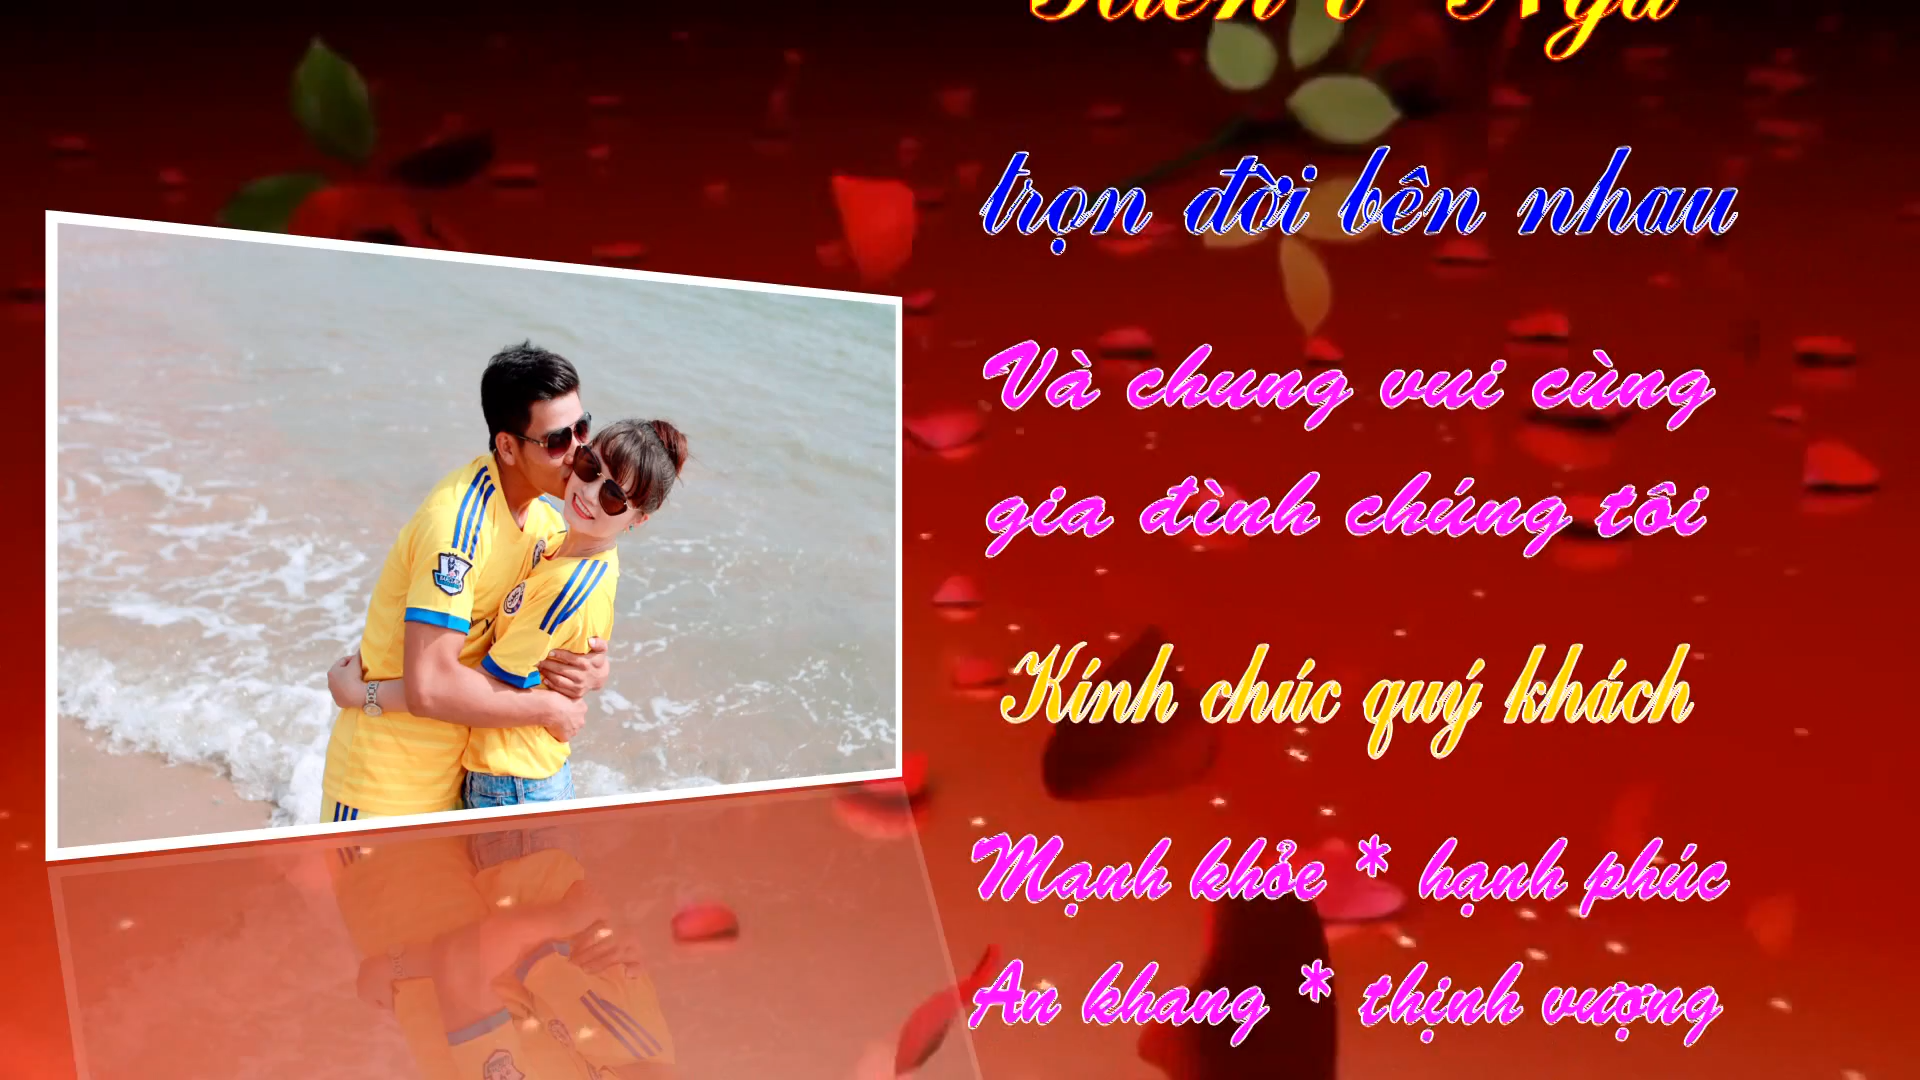 trọn đời bên nhau
Và chung vui cùng
gia đình chúng tôi
Kính chúc quý khách
Mạnh khỏe * hạnh phúc
An khang * thịnh vượng